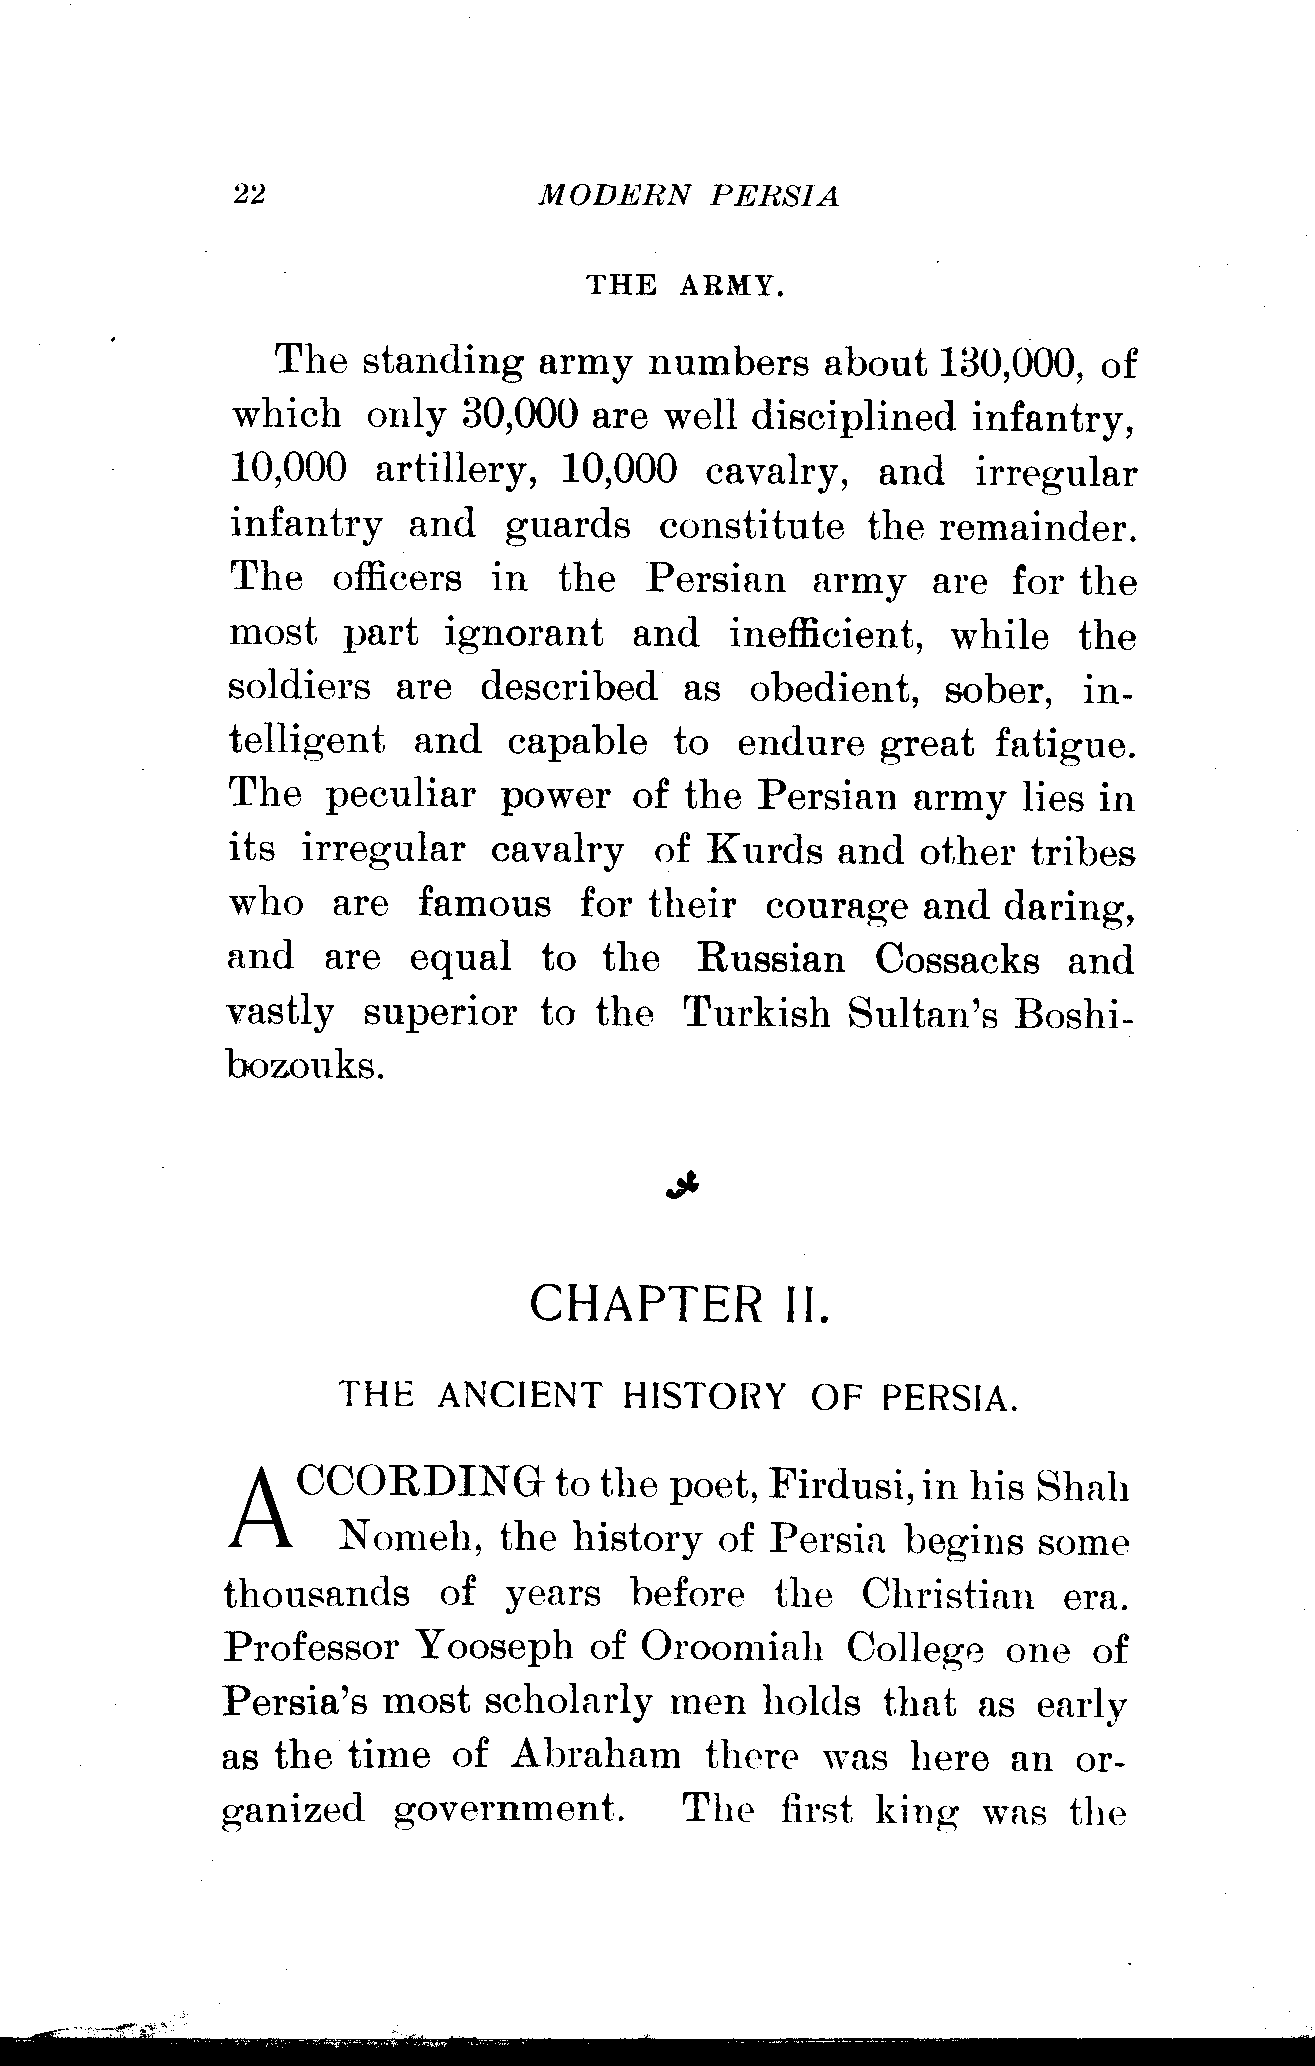 22 MODERN PERSIA
THE ARMY.
The standing army numbers about 130,000, of
which only 30,000 are well disciplined infantry,
10,000 artillery, 10,000 cavalry, and irregular
infantry and guards constitute the remainder.
The officers in the Persian army are for the
most part ignorant and inefficient, while the
soldiers are described as obedient, sober, in-
telligent and capable to endure great fatigue.
The peculiar power of the Persian army lies in
its irregular cavalry of Kurds and other tribes
who are famous for their courage and daring,
and are equal to the Russian Cossacks and
vastly superior to the Turkish Sultan's Boshi-
bozouks.
CHAPTER II.
THE ANCIENT HISTORY OF PERSIA.
ACCORDING to the poet, Firdusi, in his Shah
Nomeh, the history of Persia begins some
thousands of years before the Christian era.
Professor Yooseph of Oroomiah College one of
Persia's most scholarly men holds that as early
as the time of Abraham there was here an or-
ganized government. The first king was the